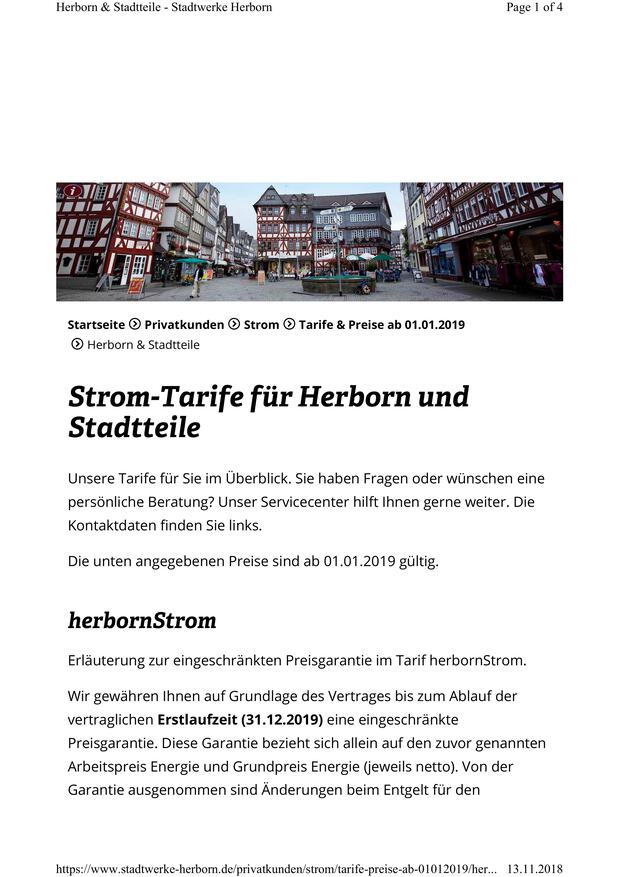 Herborn & Stadtteile - Stadtwerke Herborn Page 1 of 4
Startseite Privatkunden Strom Tarife & Preise ab 01.01.2019
Herborn & Stadtteile
Strom-Tarife für Herborn und
Stadtteile
Unsere Tarife für Sie im Überblick. Sie haben Fragen oder wünschen eine
persönliche Beratung? Unser Servicecenter hilft Ihnen gerne weiter. Die
Kontaktdaten finden Sie links.
Die unten angegebenen Preise sind ab 01.01.2019 gültig.
herbornStrom
Erläuterung zur eingeschränkten Preisgarantie im Tarif herbornStrom.
Wir gewähren Ihnen auf Grundlage des Vertrages bis zum Ablauf der
vertraglichen Erstlaufzeit (31.12.2019) eine eingeschränkte
Preisgarantie. Diese Garantie bezieht sich allein auf den zuvor genannten
Arbeitspreis Energie und Grundpreis Energie (jeweils netto). Von der
Garantie ausgenommen sind Änderungen beim Entgelt für den
https://www.stadtwerke-herborn.de/privatkunden/strom/tarife-preise-ab-01012019/her... 13.11.2018